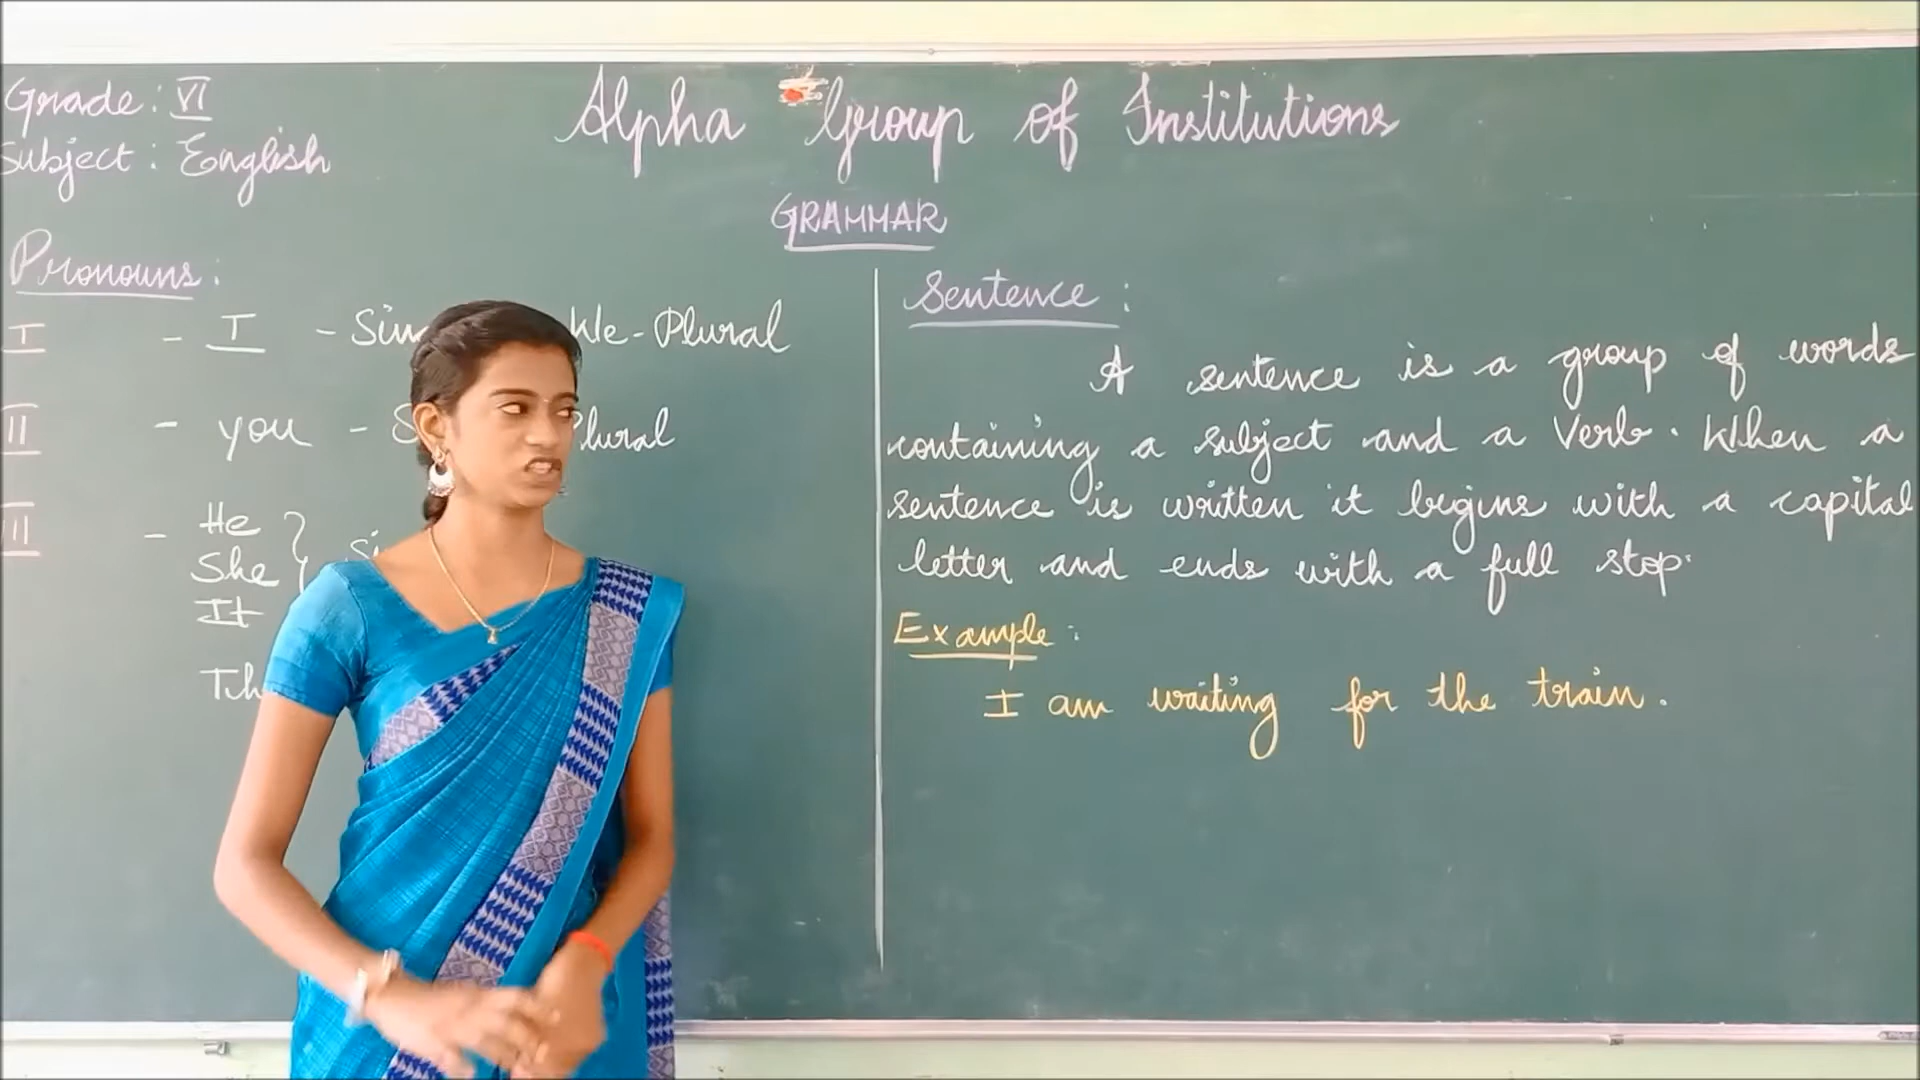 Grade: VI
Subject: English
Alpha Group of Institutions
GRAMMAR
Pronouns:
I - I - We - Plural
II - you - Plural
III - He
She
It
Sentence:
A sentence is a group of words
containing a subject and a Verb. When a
sentence is written it begins with a capital
letter and ends with a full stop.
Example:
I am waiting for the train.